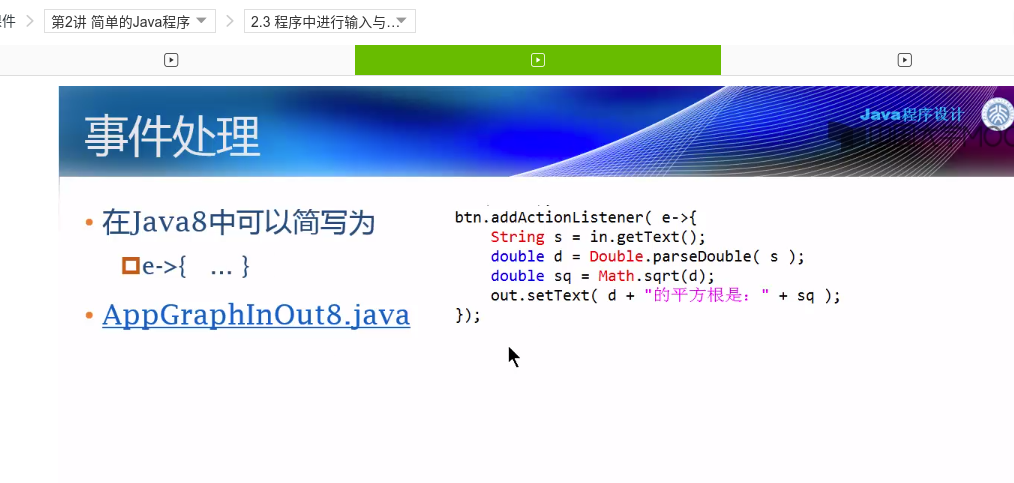 件
第2讲 简单的Java程序
2.3 程序中进行输入与…
事件处理
Java程序设计
• 在Java8中可以简写为
e->{ … }
• AppGraphInOut8.java
btn.addActionListener( e->{
String s = in.getText();
double d = Double.parseDouble( s );
double sq = Math.sqrt(d);
out.setText( d + "的平方根是：" + sq );
});